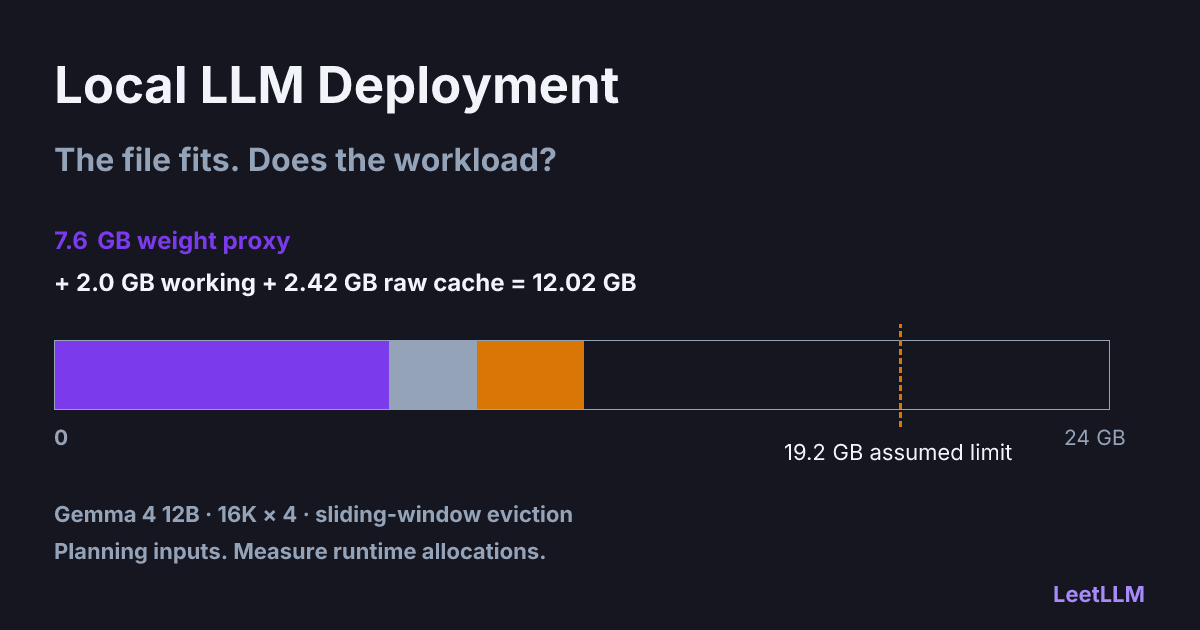 Local LLM Deployment
The file fits. Does the workload?
7.6 GB weight proxy
+ 2.0 GB working + 2.42 GB raw cache = 12.02 GB
0
24 GB
19.2 GB assumed limit
Gemma 4 12B · 16K × 4 · sliding-window eviction
Planning inputs. Measure runtime allocations.
LeetLLM